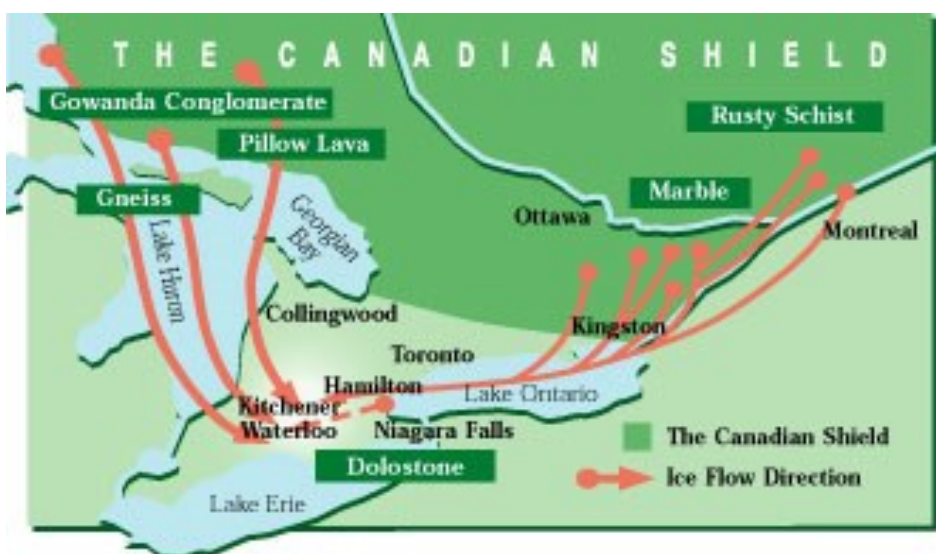 THE CANADIAN SHIELD
Gowanda Conglomerate
Rusty Schist
Pillow Lava
Marble
Gneiss
Ottawa
Georgian
Bay
Montreal
Lake Huron
Collingwood
Kingston
Toronto
Hamilton
Lake Ontario
Kitchener
Waterloo
Niagara Falls
The Canadian Shield
Dolostone
Ice Flow Direction
Lake Erie